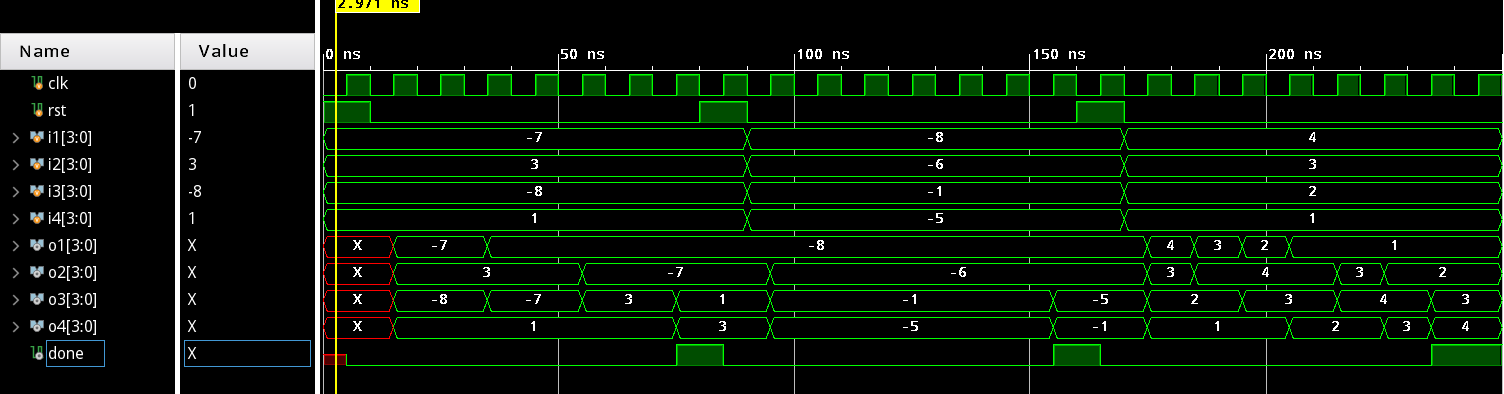 2.971 ns
Name Value 0 ns 50 ns 100 ns 150 ns 200 ns
clk 0
rst 1
i1[3:0] -7 -7 -8 4
i2[3:0] 3 3 -6 3
i3[3:0] -8 -8 -1 2
i4[3:0] 1 1 -5 1
o1[3:0] X X -7 -8 4 3 2 1
o2[3:0] X X 3 -7 -6 3 4 3 2
o3[3:0] X X -8 -7 3 1 -1 -5 2 3 4 3
o4[3:0] X X 1 3 -5 -1 1 2 3 4
done X